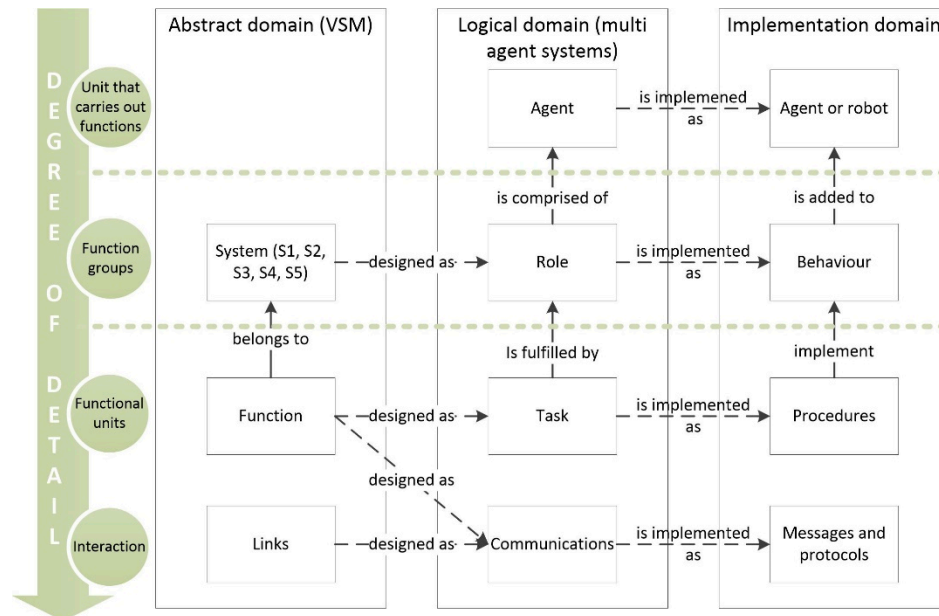 Abstract domain (VSM)
Logical domain (multi
agent systems)
Implementation domain
DEGREE OF DETAIL
Unit that
carries out
functions
Agent
is implemened
as
Agent or robot
is comprised of
is added to
Function
groups
System (S1, S2,
S3, S4, S5)
designed as
Role
is implemented
as
Behaviour
belongs to
Is fulfilled by
implement
Functional
units
Function
designed as
Task
is implemented
as
Procedures
designed as
Interaction
Links
designed as
Communications
is implemented
as
Messages and
protocols